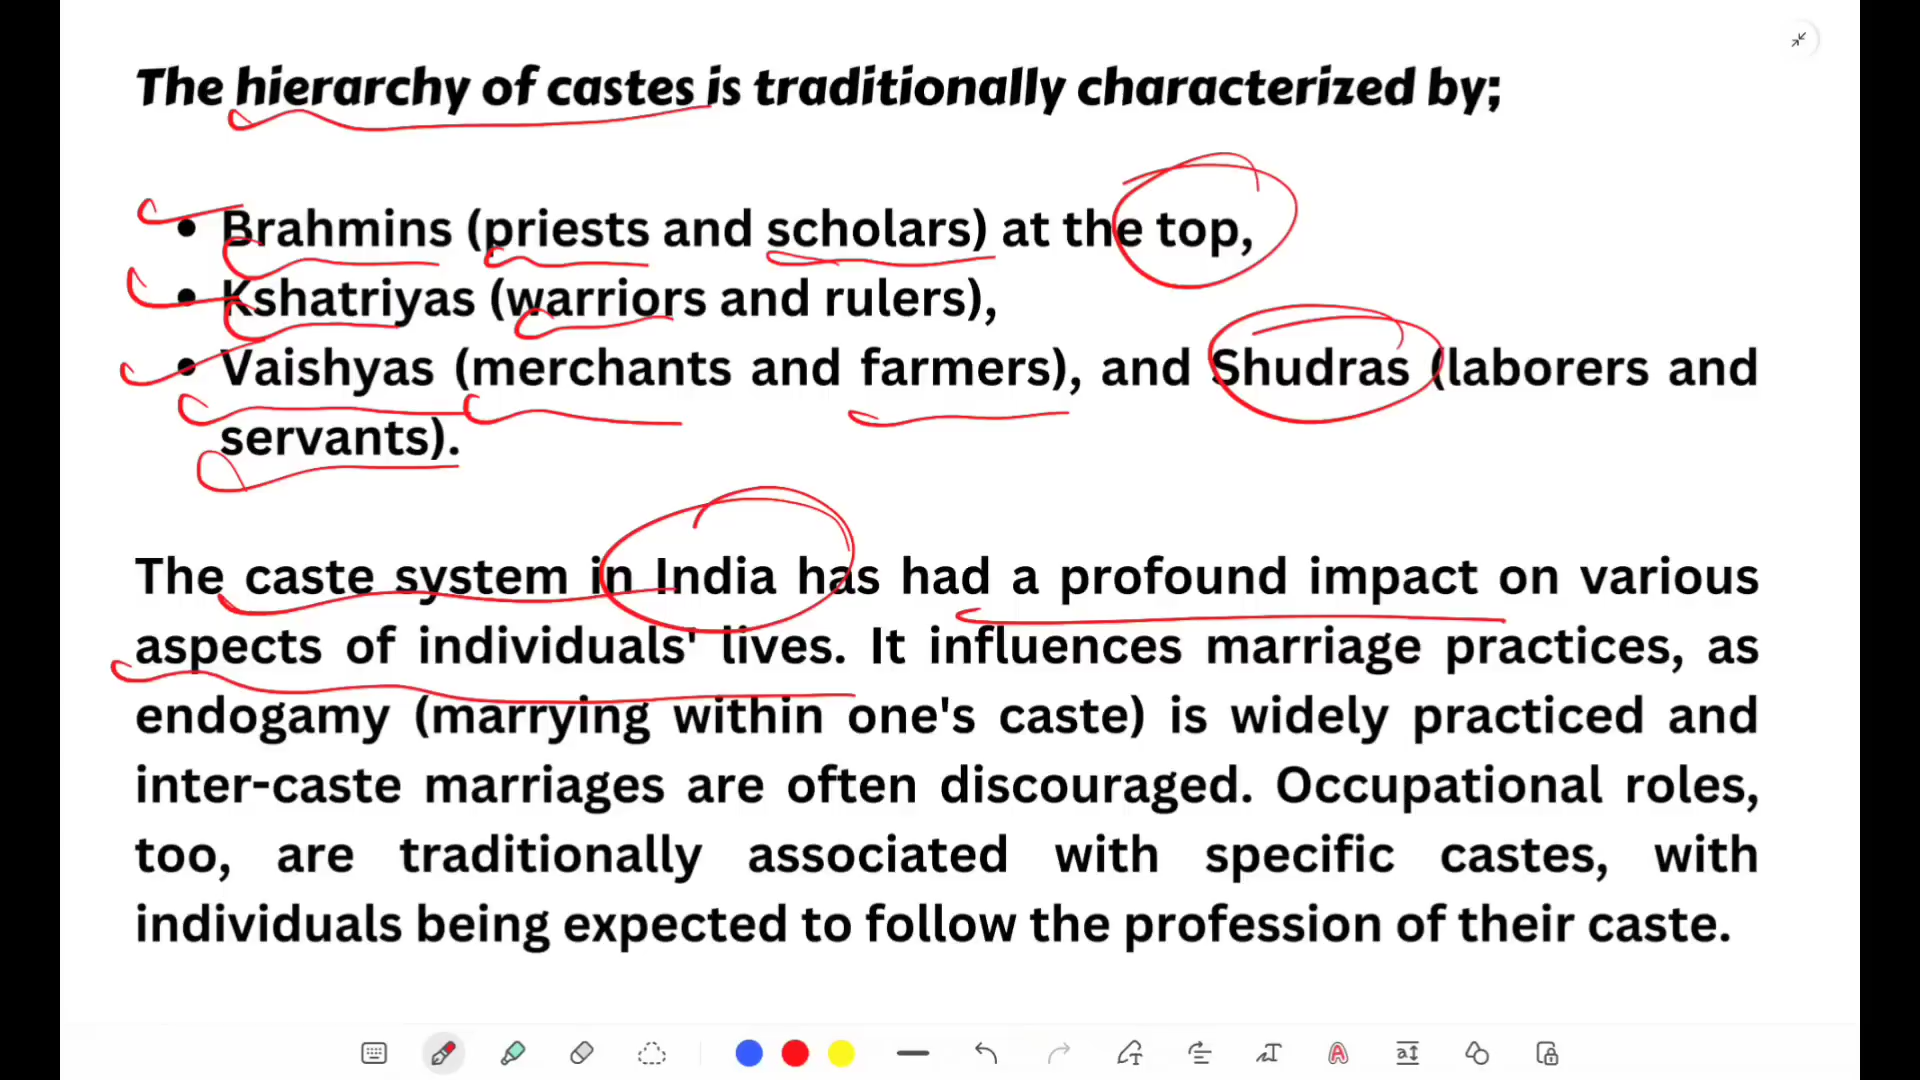 The hierarchy of castes is traditionally characterized by;
• Brahmins (priests and scholars) at the top,
• Kshatriyas (warriors and rulers),
• Vaishyas (merchants and farmers), and Shudras (laborers and
servants).
The caste system in India has had a profound impact on various
aspects of individuals' lives. It influences marriage practices, as
endogamy (marrying within one's caste) is widely practiced and
inter-caste marriages are often discouraged. Occupational roles,
too, are traditionally associated with specific castes, with
individuals being expected to follow the profession of their caste.